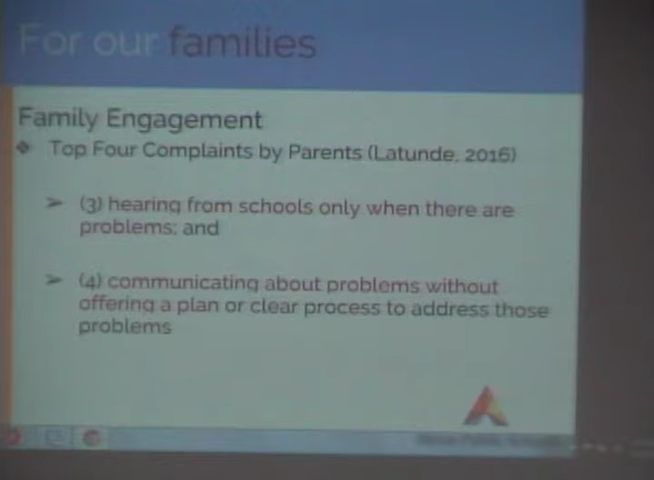 For our families
Family Engagement
❖ Top Four Complaints by Parents (Latunde, 2016)
➢ (3) hearing from schools only when there are
problems; and
➢ (4) communicating about problems without
offering a plan or clear process to address those
problems